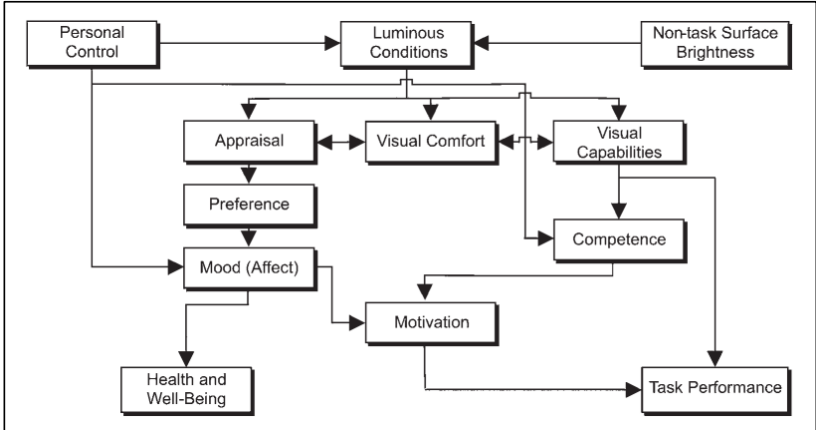 Personal
Control
Luminous
Conditions
Non-task Surface
Brightness
Appraisal
Visual Comfort
Visual
Capabilities
Preference
Competence
Mood (Affect)
Motivation
Health and
Well-Being
Task Performance